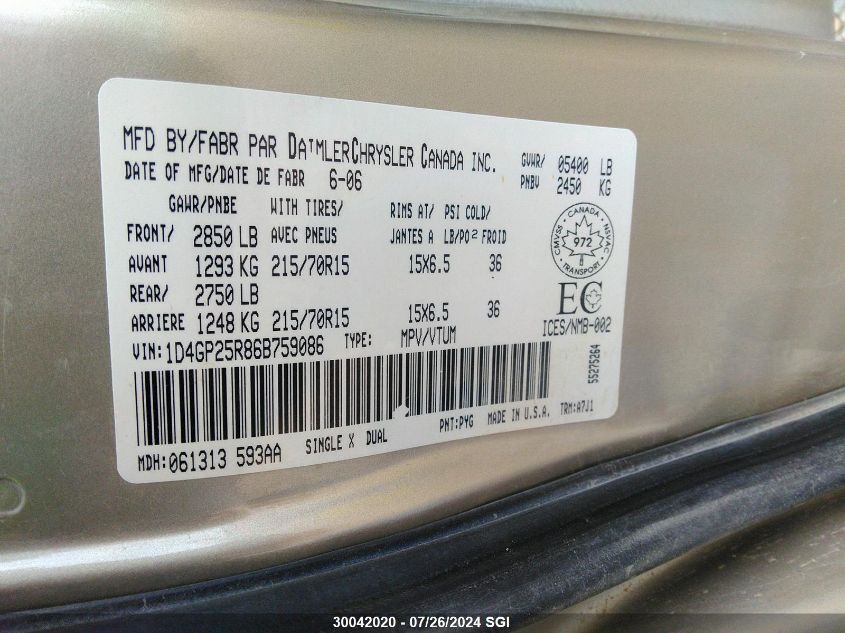 MFD BY/FABR PAR DAIMLERCHRYSLER CANADA INC.
GVWR/ 05400 LB
PNBV 2450 KG
DATE OF MFG/DATE DE FABR 6-06
GAWR/PNBE WITH TIRES/ RIMS AT/ PSI COLD/
FRONT/ 2850 LB AVEC PNEUS JANTES A LB/PO² FROID
AVANT 1293 KG 215/70R15 15X6.5 36
REAR/ 2750 LB
ARRIERE 1248 KG 215/70R15 15X6.5 36
CMVSS - CANADA - NSVAC
972
TRANSPORT
EC
ICES/NMB-002
VIN:1D4GP25R86B759086 TYPE: MPV/VTUM
55275264
MDH:061313 593AA SINGLE X DUAL PNT:PYG MADE IN U.S.A. TRM:A7J1
30042020 - 07/26/2024 SGI